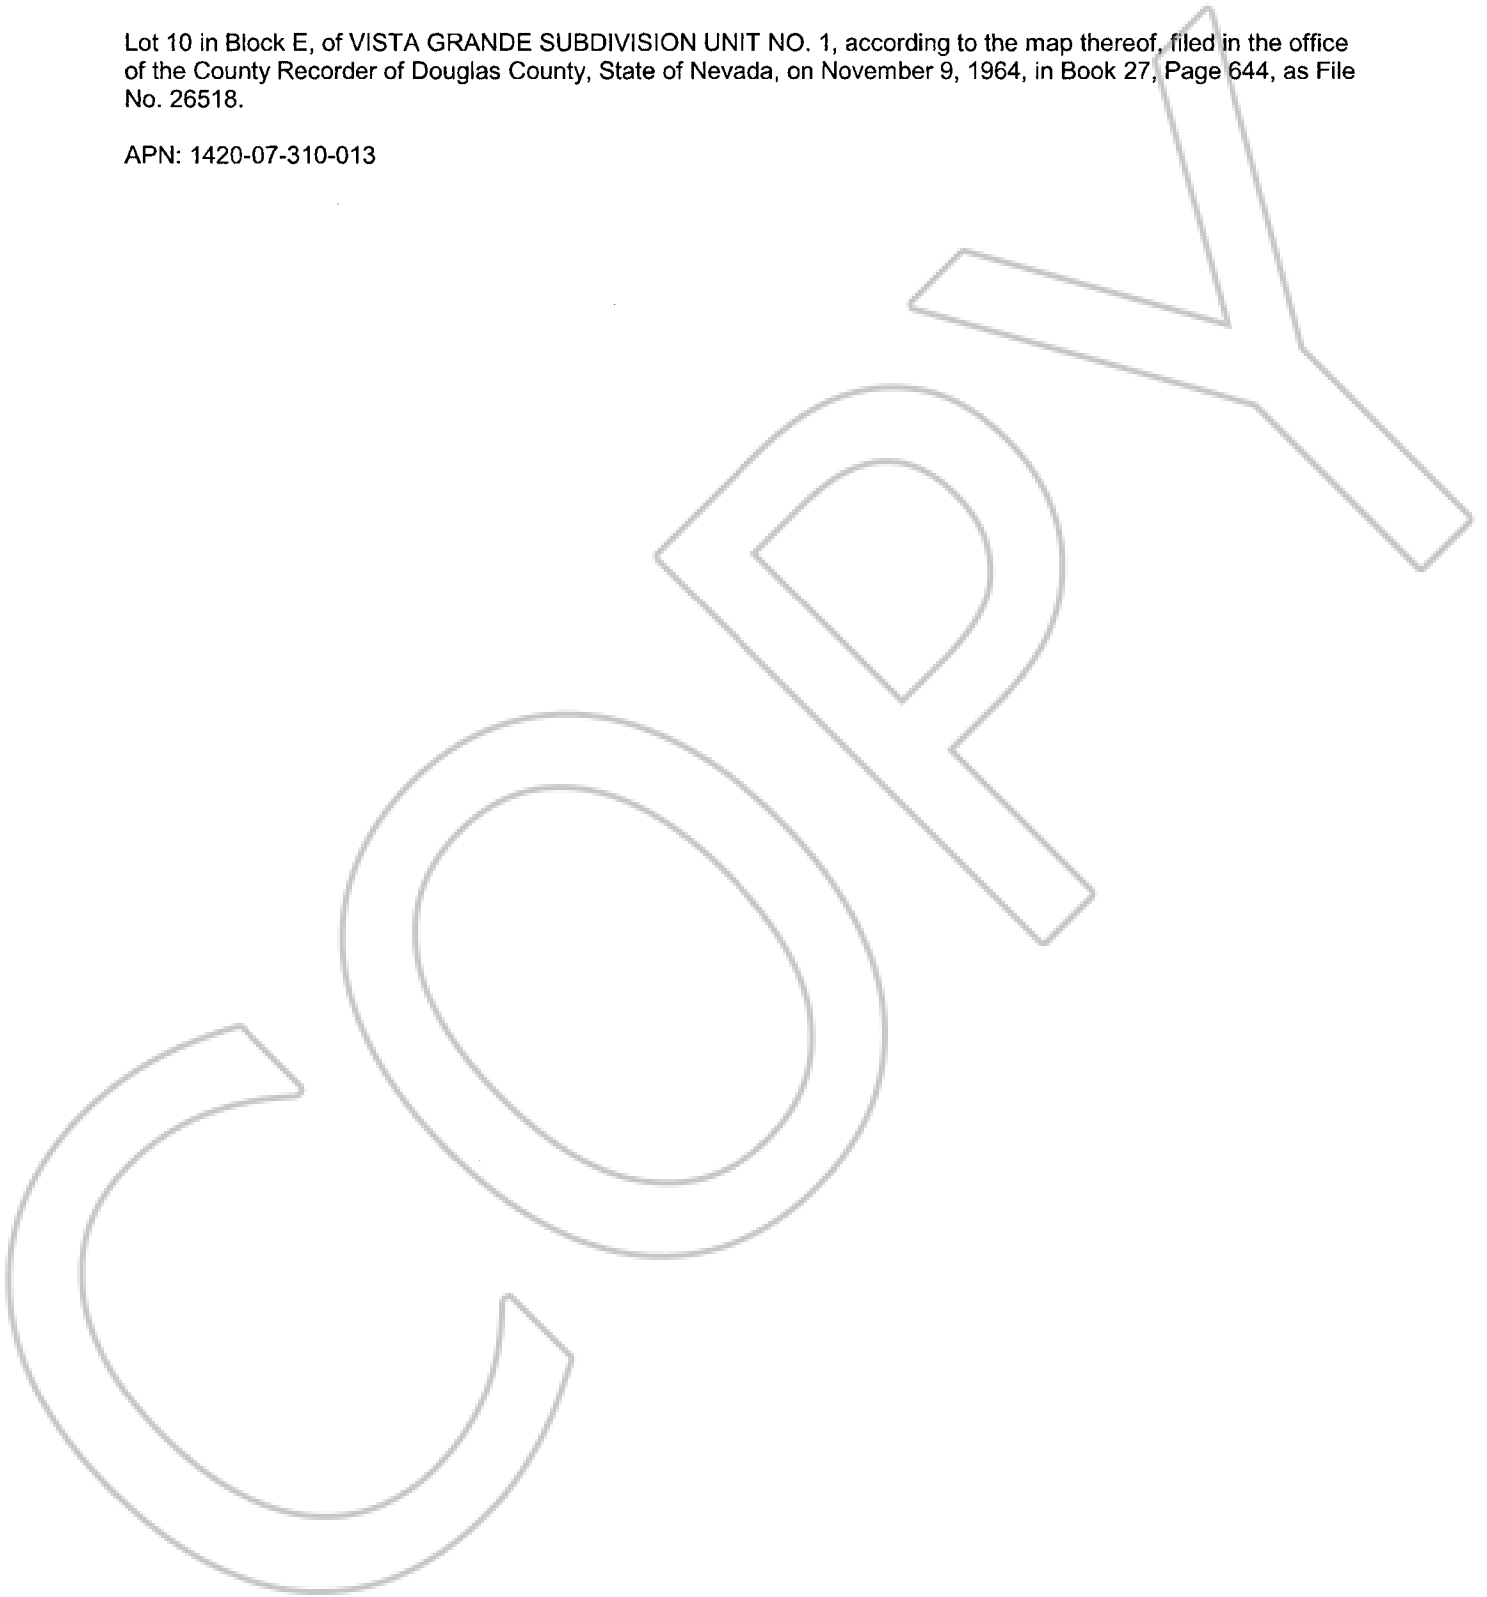 Lot 10 in Block E, of VISTA GRANDE SUBDIVISION UNIT NO. 1, according to the map thereof, filed in the office
of the County Recorder of Douglas County, State of Nevada, on November 9, 1964, in Book 27, Page 644, as File
No. 26518.
APN: 1420-07-310-013
COPY